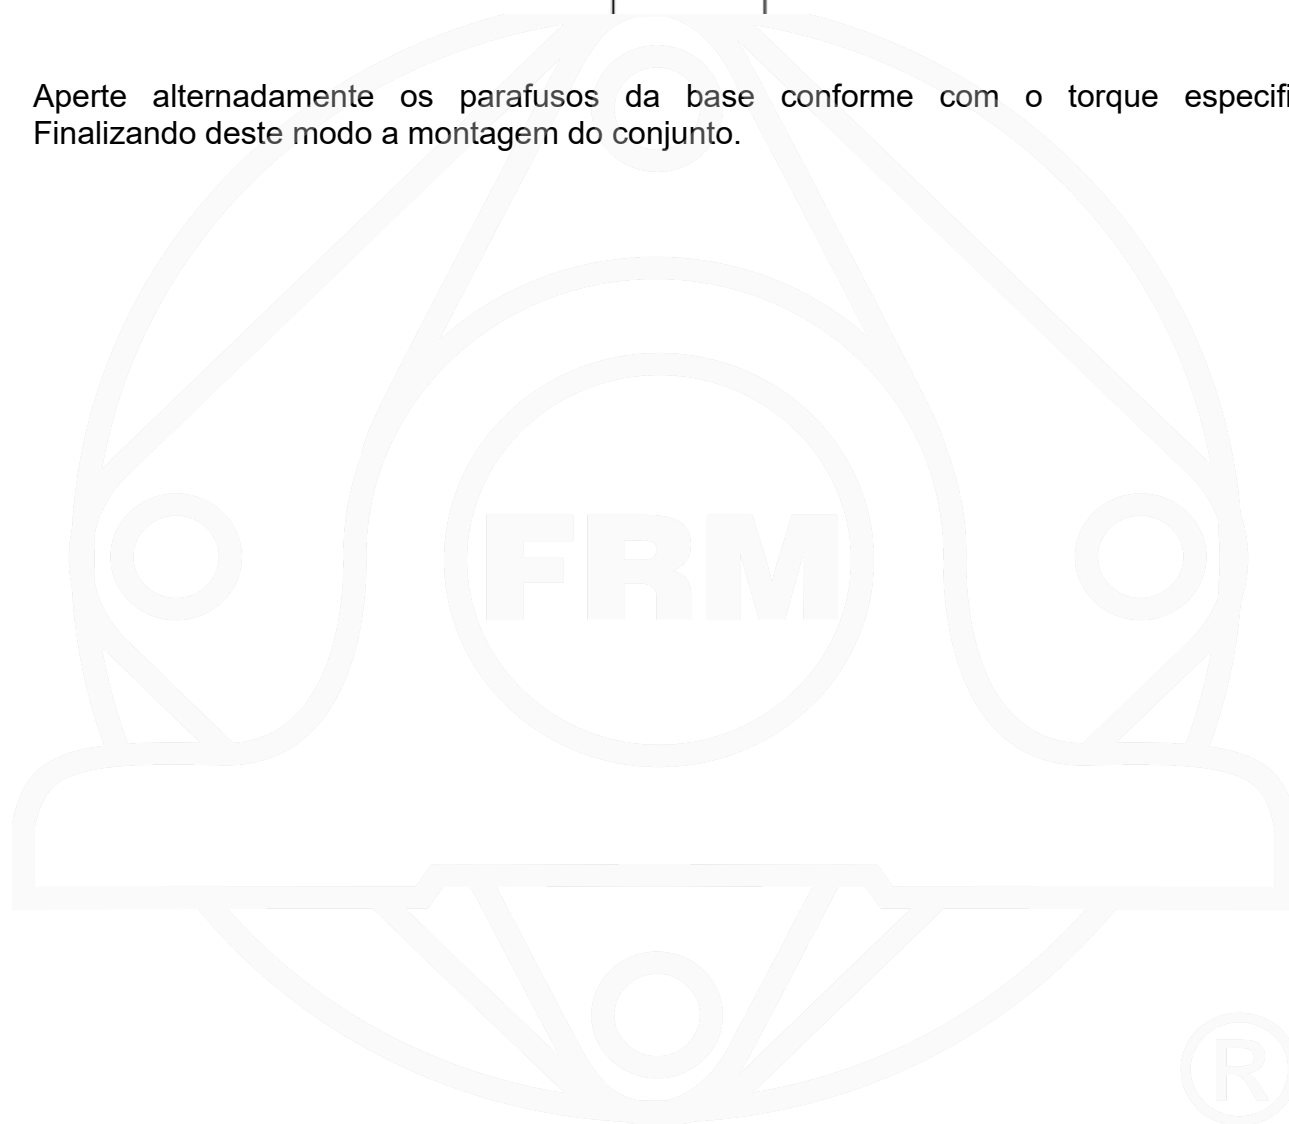 Aperte alternadamente os parafusos da base conforme com o torque especifi
Finalizando deste modo a montagem do conjunto.
FRM
®